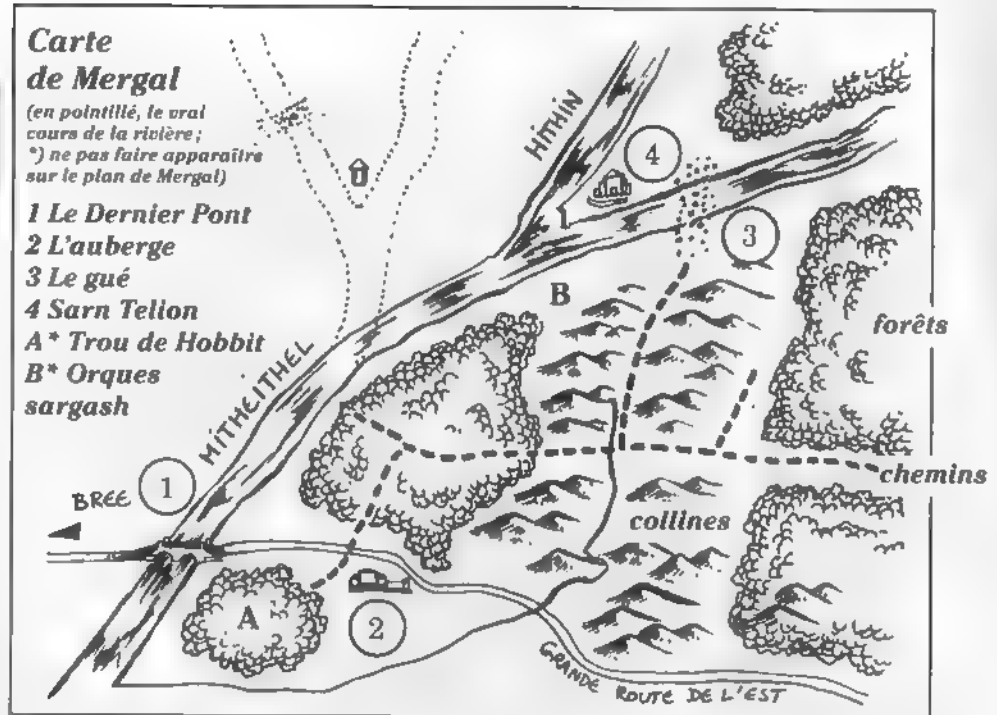 Carte
de Mergal
(en pointillé, le vrai
cours de la rivière;
*) ne pas faire apparaître
sur le plan de Mergal)
1 Le Dernier Pont
2 L'auberge
3 Le gué
4 Sarn Telion
A* Trou de Hobbit
B* Orques
sargash
HITHIN
4
3
B
forêts
MITHEITHEL
1
BREE
chemins
collines
A
2
GRANDE ROUTE DE L'EST